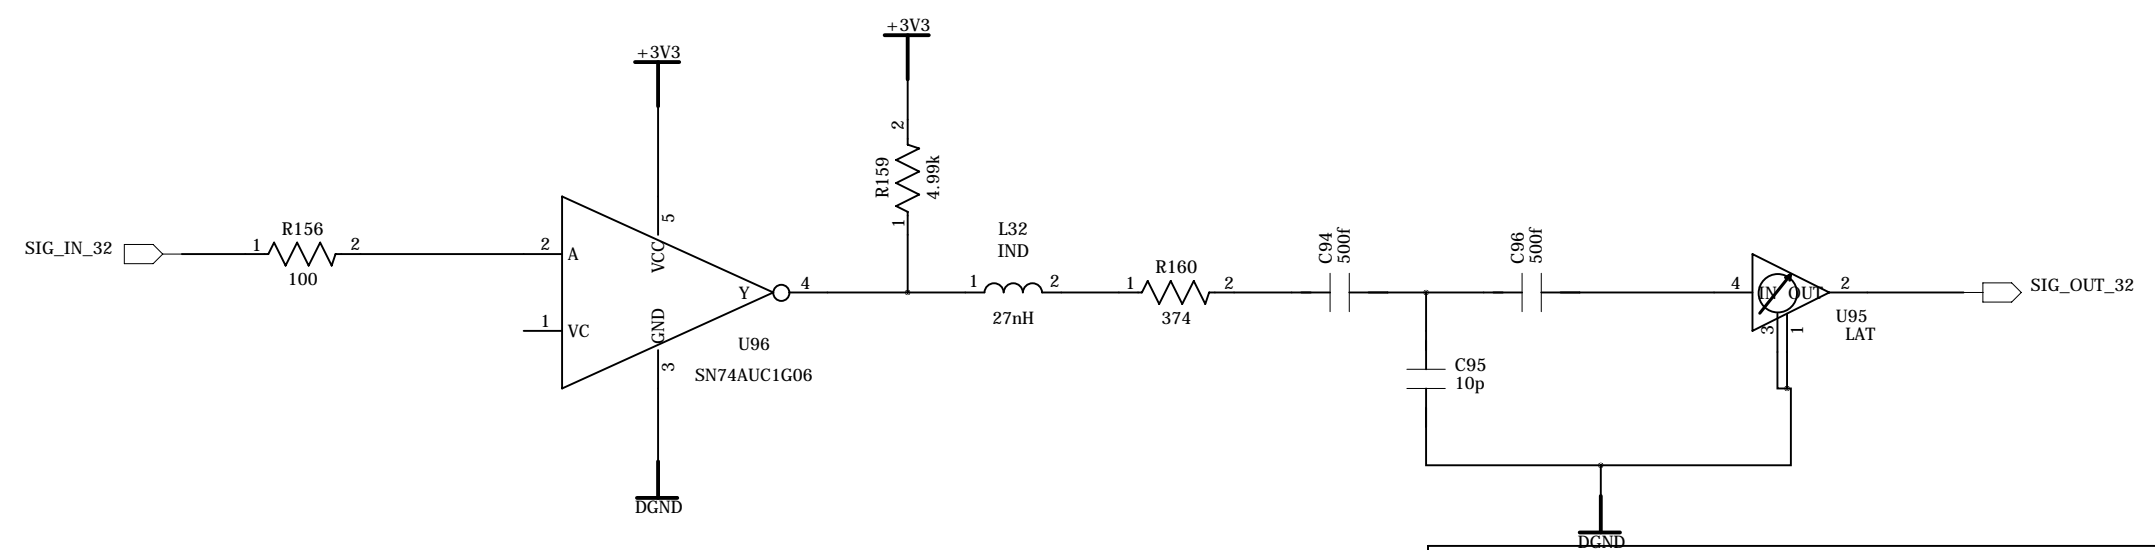 +3V3
+3V3
2
R159
4.99k
1
SIG_IN_32
1
R156
2
100
2
A
5
VCC
Y
4
1
VC
GND
3
U96
SN74AUC1G06
DGND
L32
IND
1
2
27nH
1
R160
2
374
C94
500f
C96
500f
C95
10p
4
IN
OUT
2
3
1
U95
LAT
SIG_OUT_32
DGND